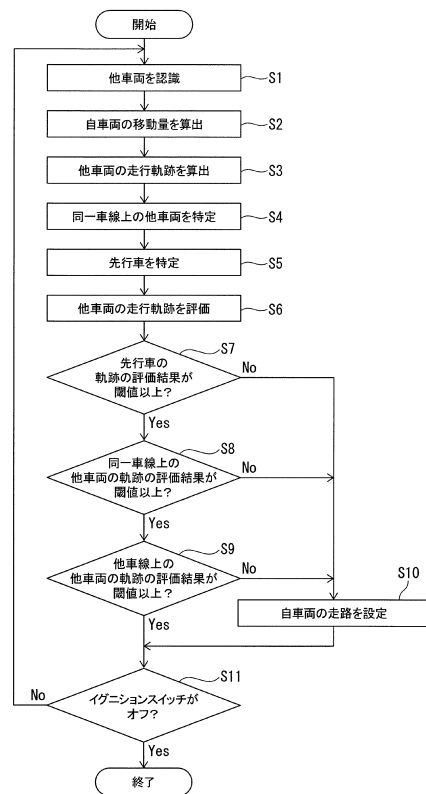 開始
他車両を認識
S1
自車両の移動量を算出
S2
他車両の走行軌跡を算出
S3
同一車線上の他車両を特定
S4
先行車を特定
S5
他車両の走行軌跡を評価
S6
S7
先行車の
軌跡の評価結果が
閾値以上?
No
Yes
S8
同一車線上の
他車両の軌跡の評価結果が
閾値以上?
No
Yes
S9
他車線上の
他車両の軌跡の評価結果が
閾値以上?
No
Yes
S10
自車両の走路を設定
S11
イグニションスイッチが
オフ?
No
Yes
終了